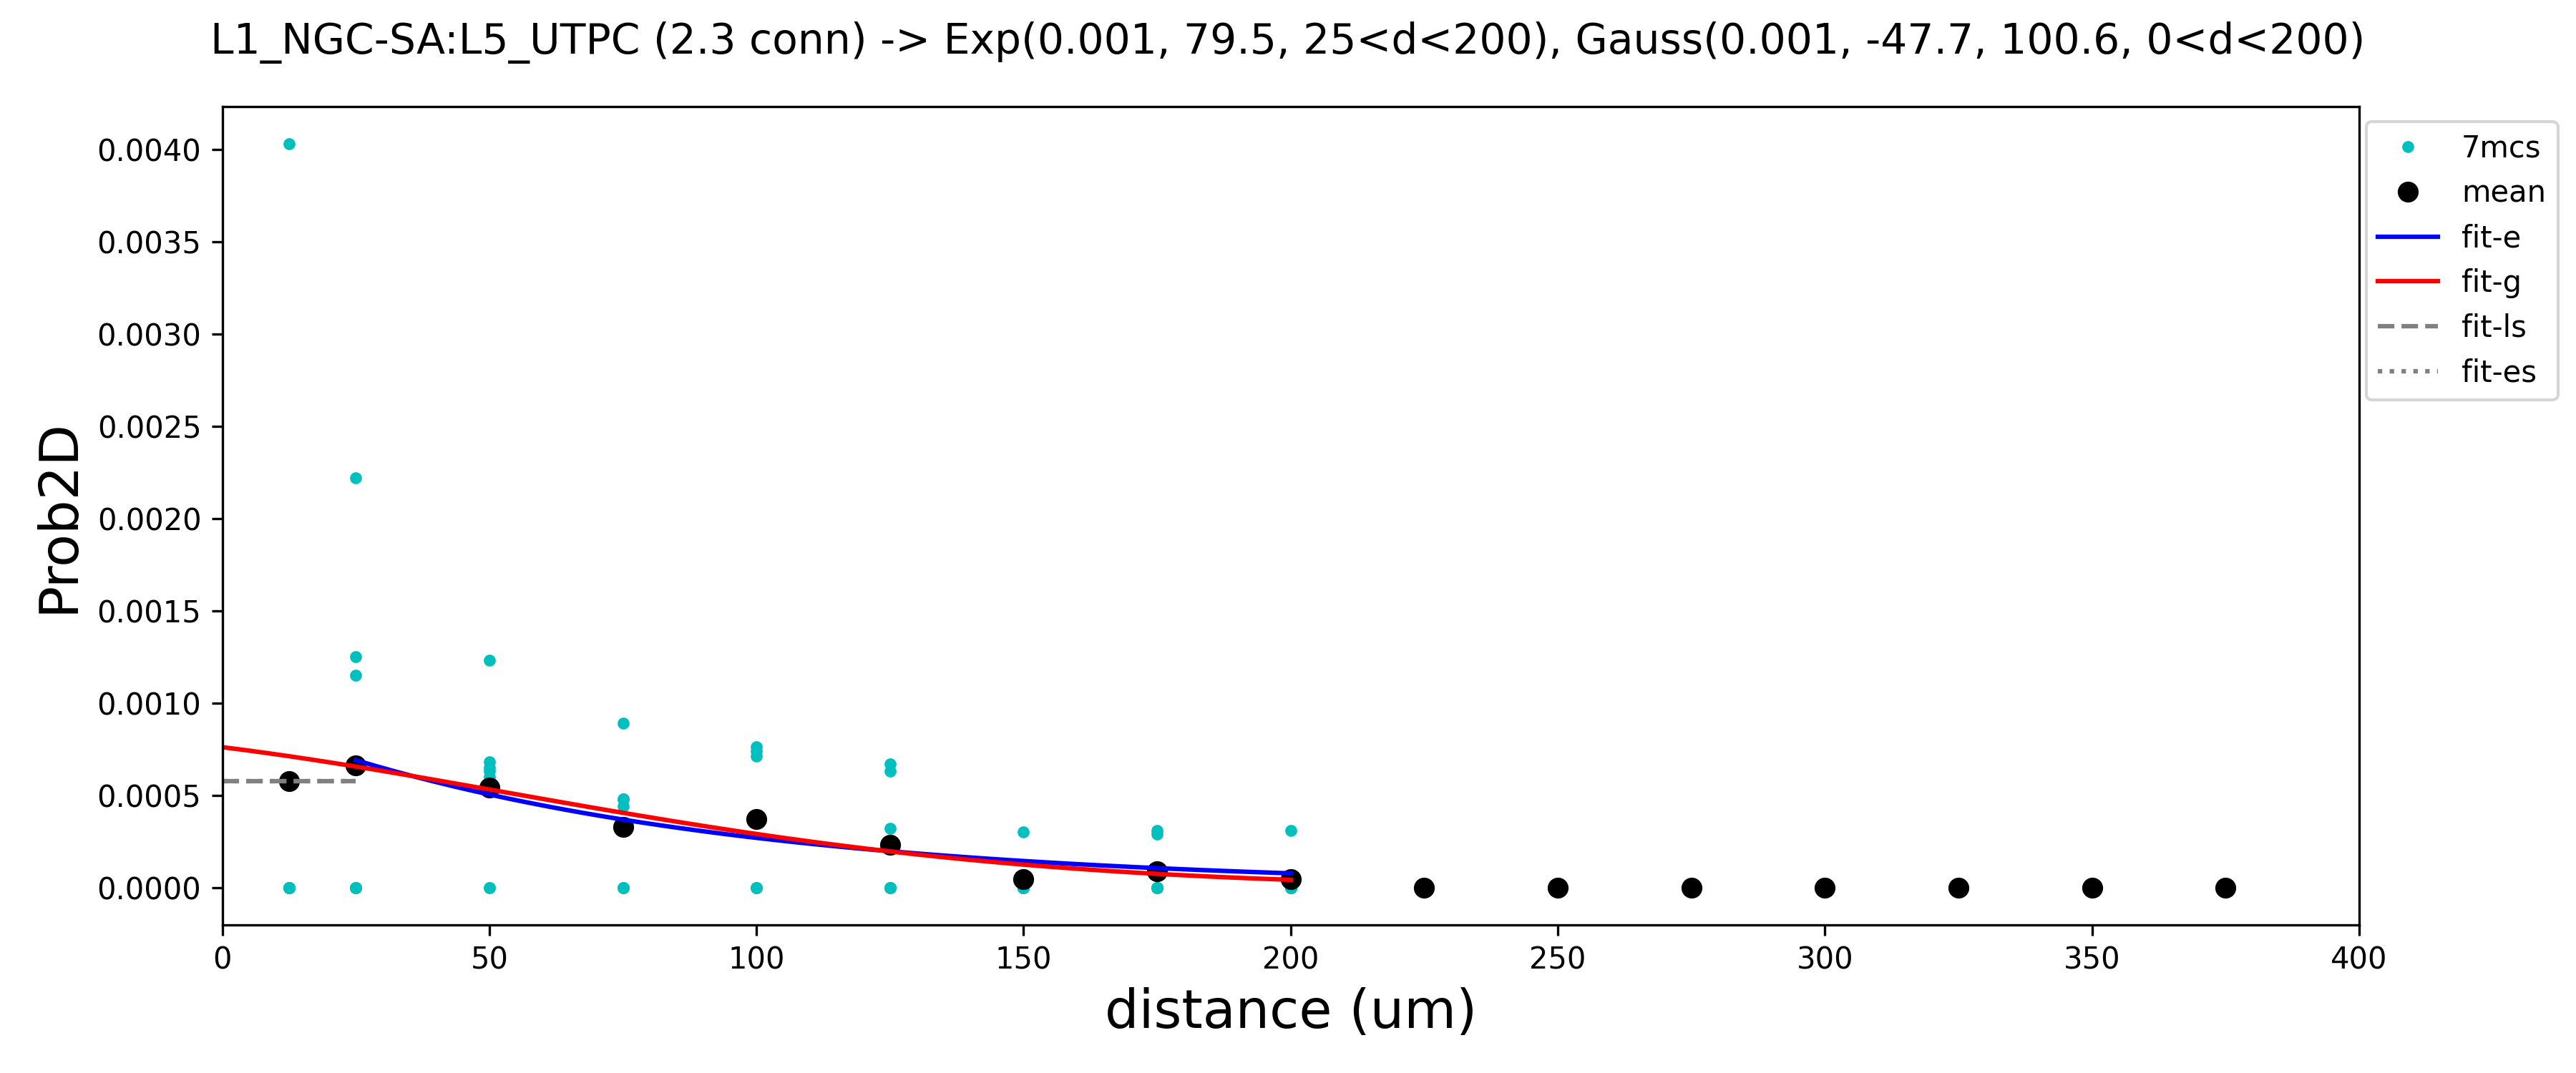 L1_NGC-SA:L5_UTPC (2.3 conn) -> Exp(0.001, 79.5, 25<d<200), Gauss(0.001, -47.7, 100.6, 0<d<200)
7mcs
mean
fit-e
fit-g
fit-ls
fit-es
Prob2D
0.0040
0.0035
0.0030
0.0025
0.0020
0.0015
0.0010
0.0005
0.0000
0 50 100 150 200 250 300 350 400
distance (um)